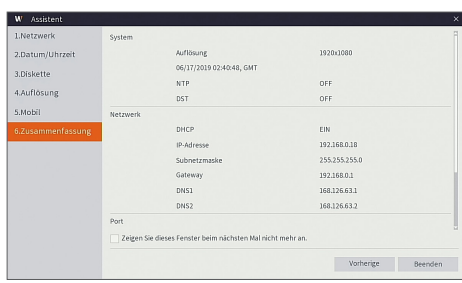 W Assistent
1.Netzwerk
2.Datum/Uhrzeit
3.Diskette
4.Auflösung
5.Mobil
6.Zusammenfassung
System
Auflösung 1920x1080
06/17/2019 02:40:48, GMT
NTP OFF
DST OFF
Netzwerk
DHCP EIN
IP-Adresse 192.168.0.18
Subnetzmaske 255.255.255.0
Gateway 192.168.0.1
DNS1 168.126.63.1
DNS2 168.126.63.2
Port
Zeigen Sie dieses Fenster beim nächsten Mal nicht mehr an.
Vorherige Beenden